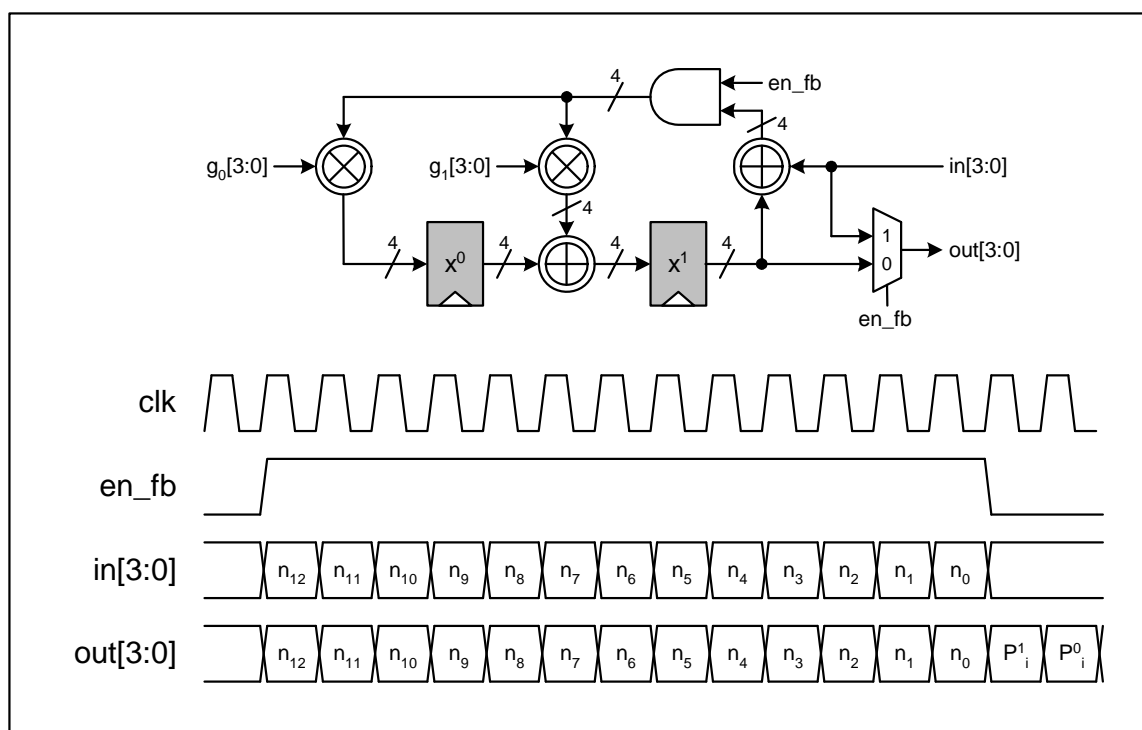 4
en_fb
4
g₀[3:0]
g₁[3:0]
in[3:0]
4
4
x⁰
4
4
x¹
4
1
0
out[3:0]
en_fb
clk
en_fb
in[3:0] n₁₂ n₁₁ n₁₀ n₉ n₈ n₇ n₆ n₅ n₄ n₃ n₂ n₁ n₀
out[3:0] n₁₂ n₁₁ n₁₀ n₉ n₈ n₇ n₆ n₅ n₄ n₃ n₂ n₁ n₀ P¹ᵢ P⁰ᵢ